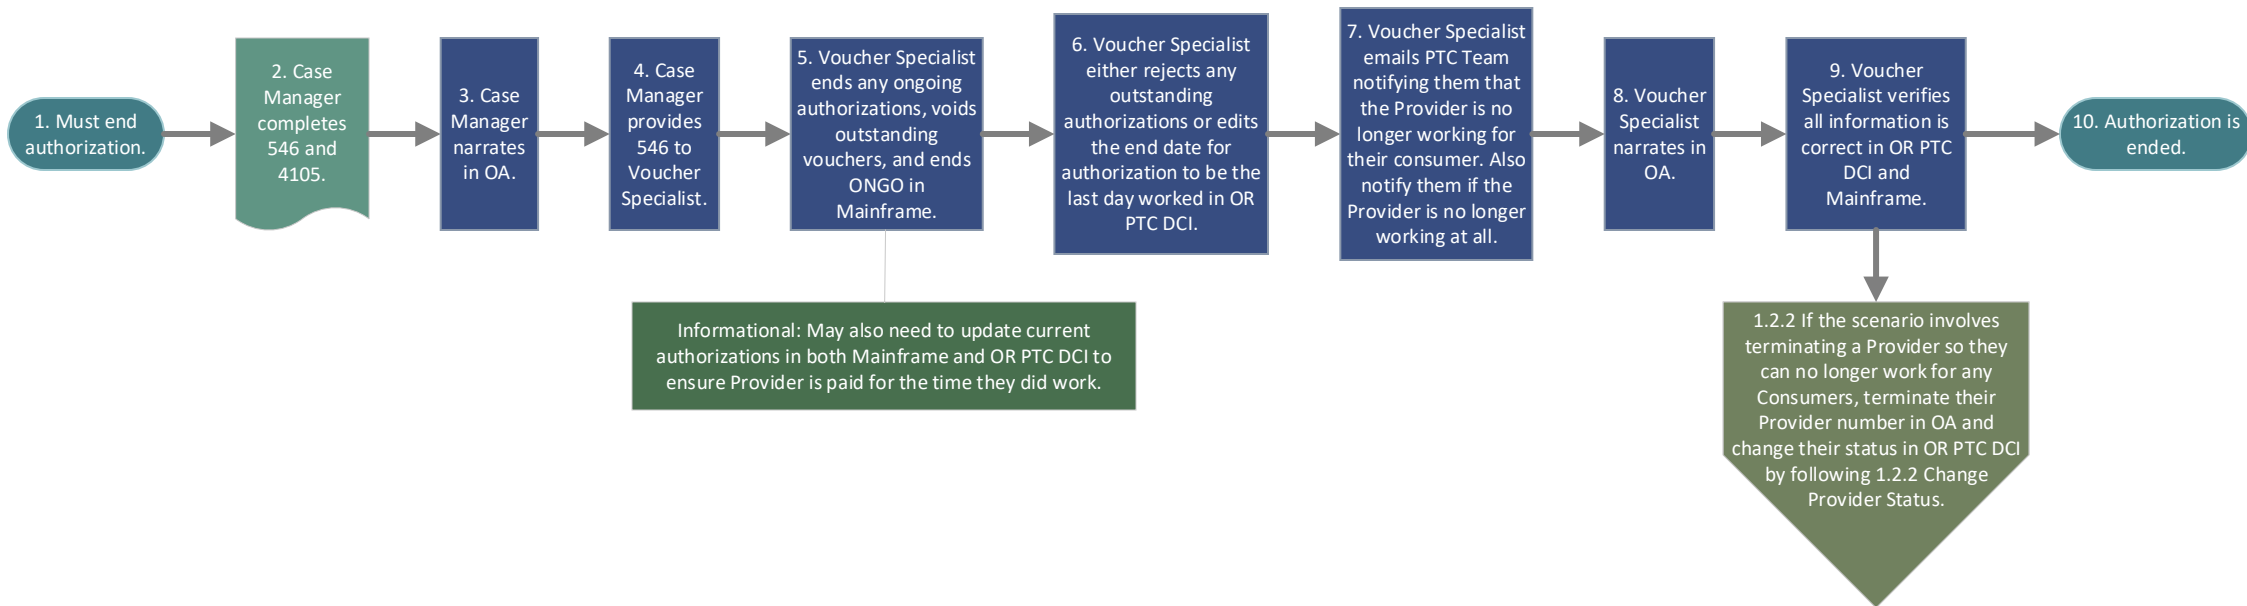 1. Must end
authorization.
2. Case
Manager
completes
546 and
4105.
3. Case
Manager
narrates
in OA.
4. Case
Manager
provides
546 to
Voucher
Specialist.
5. Voucher Specialist
ends any ongoing
authorizations, voids
outstanding
vouchers, and ends
ONGO in
Mainframe.
6. Voucher Specialist
either rejects any
outstanding
authorizations or edits
the end date for
authorization to be the
last day worked in OR
PTC DCI.
7. Voucher Specialist
emails PTC Team
notifying them that
the Provider is no
longer working for
their consumer. Also
notify them if the
Provider is no longer
working at all.
8. Voucher
Specialist
narrates in
OA.
9. Voucher
Specialist verifies
all information is
correct in OR PTC
DCI and
Mainframe.
10. Authorization is
ended.
Informational: May also need to update current
authorizations in both Mainframe and OR PTC DCI to
ensure Provider is paid for the time they did work.
1.2.2 If the scenario involves
terminating a Provider so they
can no longer work for any
Consumers, terminate their
Provider number in OA and
change their status in OR PTC DCI
by following 1.2.2 Change
Provider Status.